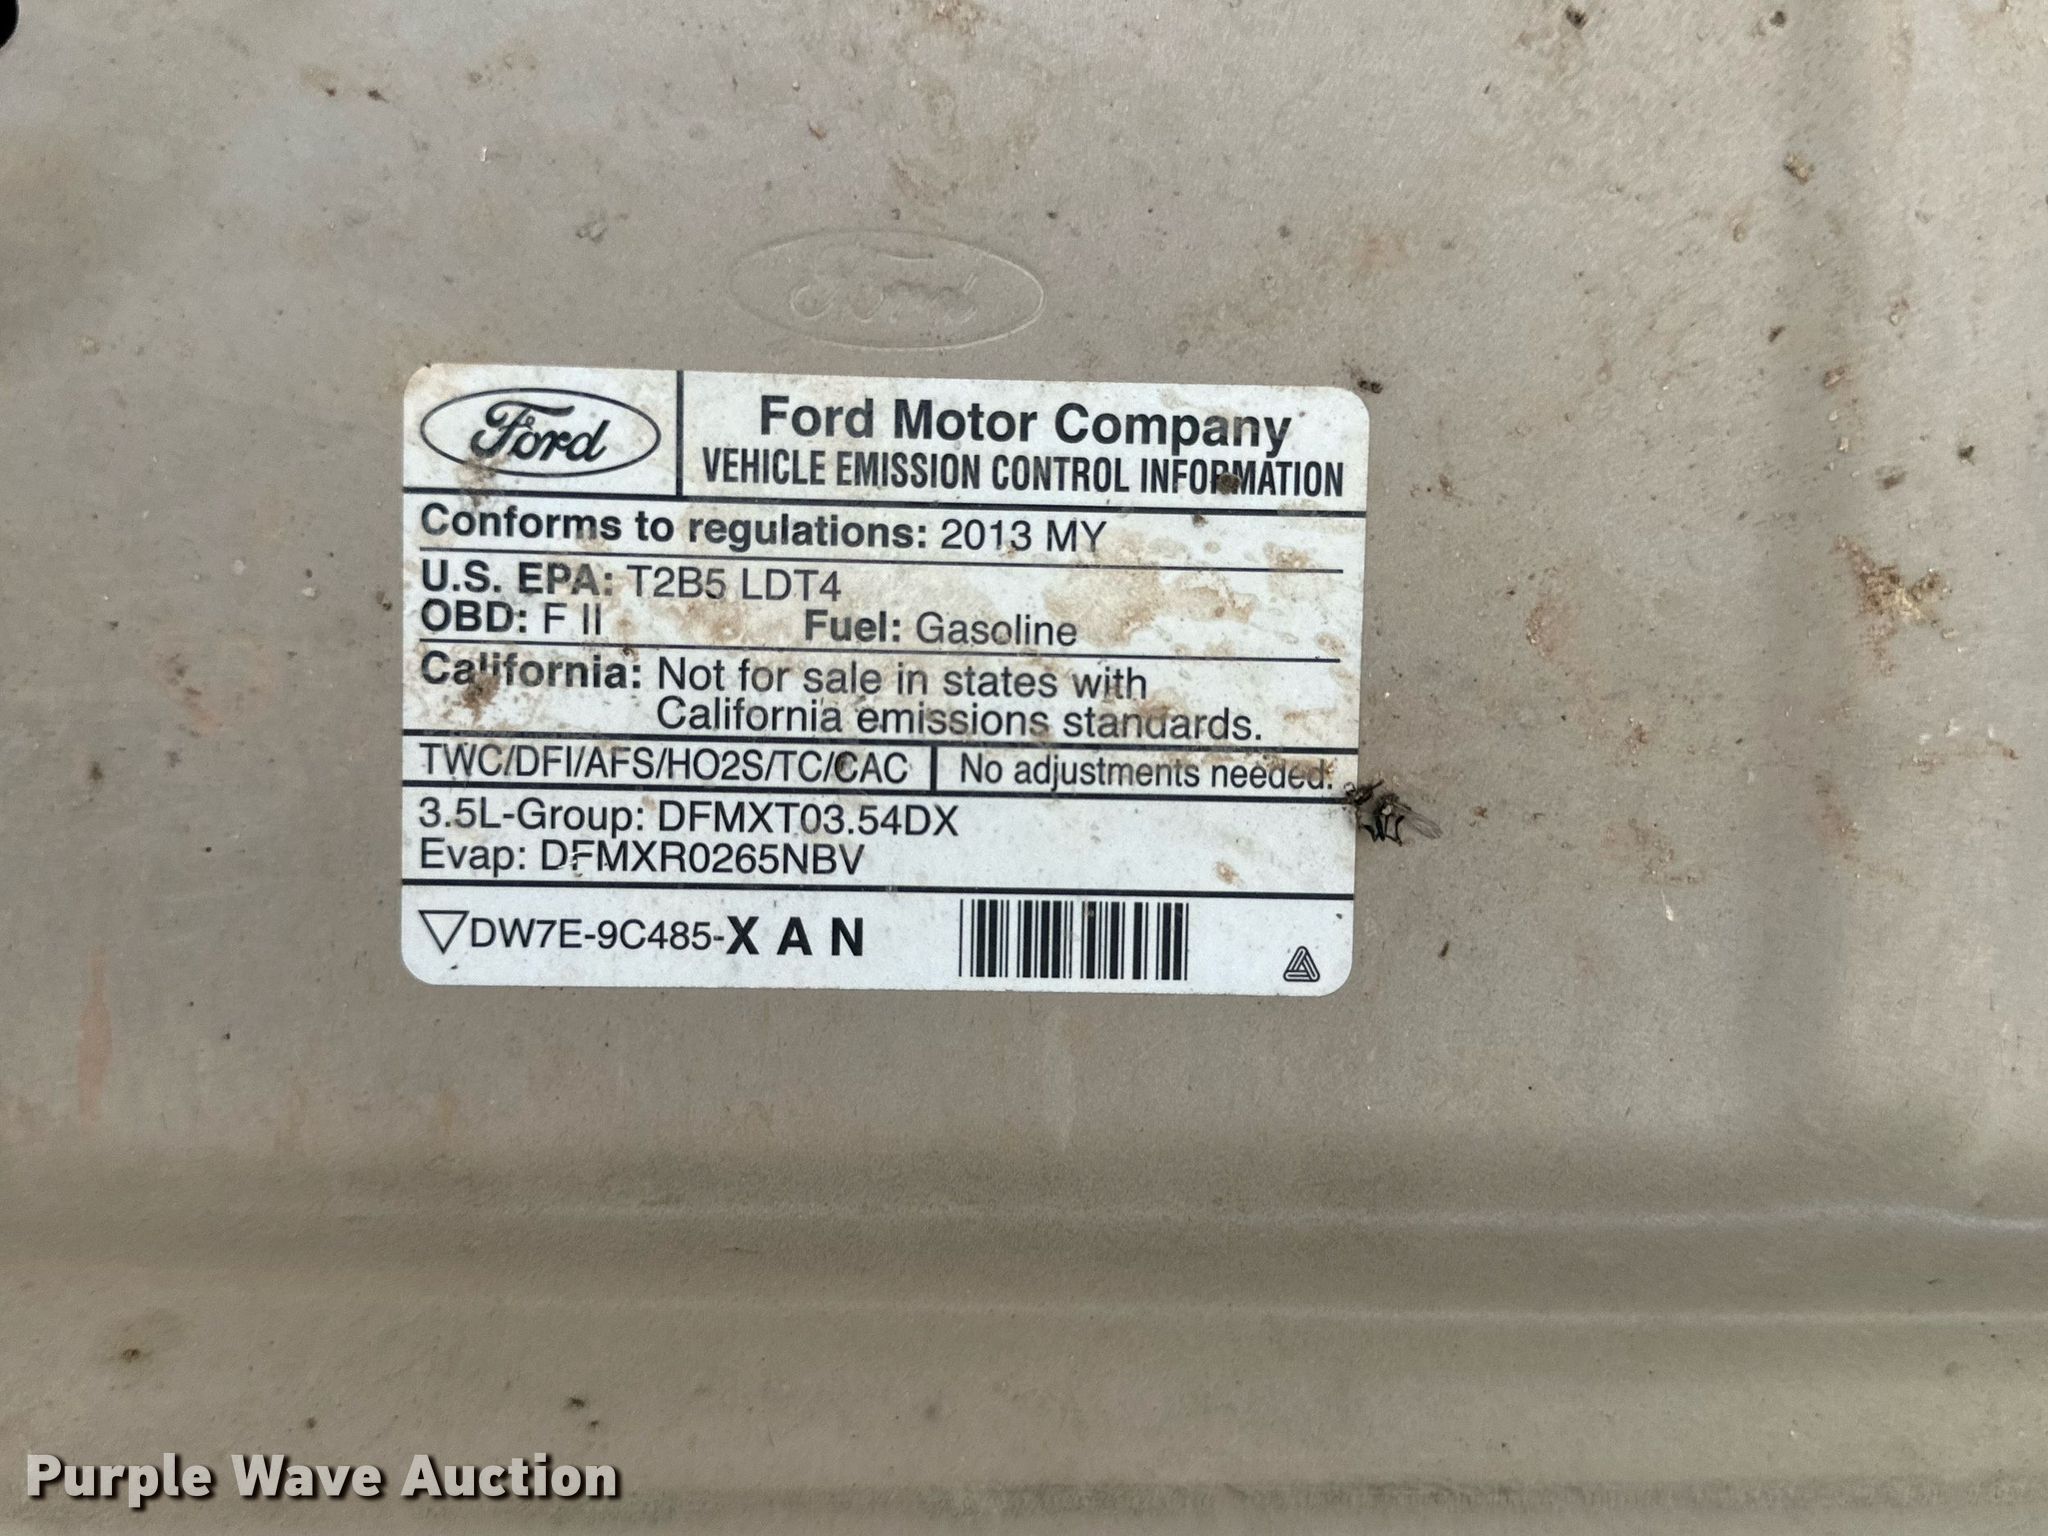 Ford
Ford
Ford Motor Company
VEHICLE EMISSION CONTROL INFORMATION
Conforms to regulations: 2013 MY
U.S. EPA: T2B5 LDT4
OBD: F II Fuel: Gasoline
California: Not for sale in states with
California emissions standards.
TWC/DFI/AFS/HO2S/TC/CAC No adjustments needed.
3.5L-Group: DFMXT03.54DX
Evap: DFMXR0265NBV
DW7E-9C485-X A N
Purple Wave Auction